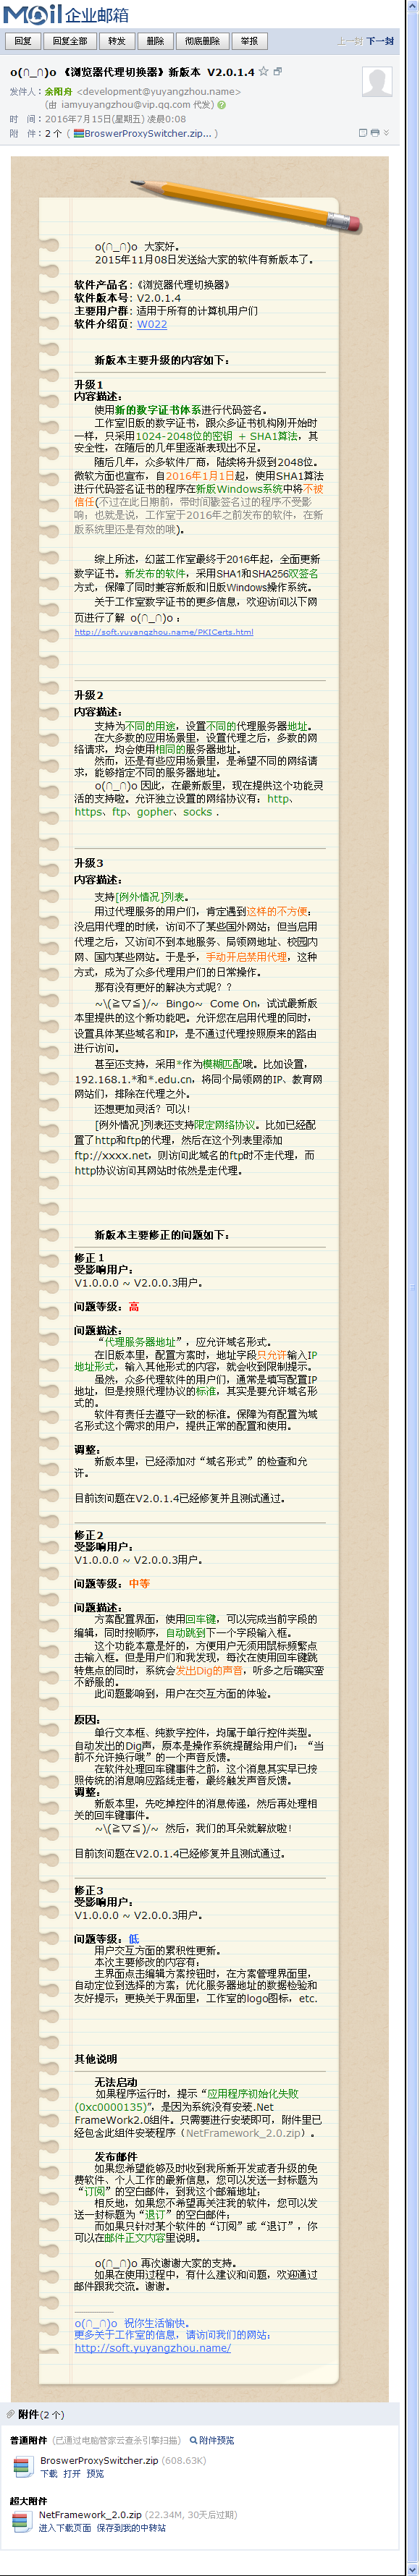 Mail 企业邮箱
回复 回复全部 转发 删除 彻底删除 举报 上一封 下一封
o(∩_∩)o 《浏览器代理切换器》新版本 V2.0.1.4
发件人：余阳舟 <development@yuyangzhou.name>
(由 iamyuyangzhou@vip.qq.com 代发)
时 间：2016年7月15日(星期五) 凌晨0:08
附 件：2 个 ( BroswerProxySwitcher.zip... )
o(∩_∩)o 大家好。
2015年11月08日发送给大家的软件有新版本了。
软件产品名：《浏览器代理切换器》
软件版本号：V2.0.1.4
主要用户群：适用于所有的计算机用户们
软件介绍页：W022
新版本主要升级的内容如下：
升级1
内容描述：
使用新的数字证书体系进行代码签名。
工作室旧版的数字证书，跟众多证书机构刚开始时
一样，只采用1024-2048位的密钥 + SHA1算法，其
安全性，在随后的几年里逐渐表现出不足。
随后几年，众多软件厂商，陆续将升级到2048位。
微软方面也宣布，自2016年1月1日起，使用SHA1算法
进行代码签名证书的程序在新版Windows系统中将不被
信任(不过在此日期前，带时间戳签名过的程序不受影
响；也就是说，工作室于2016年之前发布的软件，在新
版系统里还是有效的哦)。
综上所述，幻蓝工作室最终于2016年起，全面更新
数字证书。新发布的软件，采用SHA1和SHA256双签名
方式，保障了同时兼容新版和旧版Windows操作系统。
关于工作室数字证书的更多信息，欢迎访问以下网
页进行了解 o(∩_∩)o ：
http://soft.yuyangzhou.name/PKICerts.html
升级2
内容描述：
支持为不同的用途，设置不同的代理服务器地址。
在大多数的应用场景里，设置代理之后，多数的网
络请求，均会使用相同的服务器地址。
然而，还是有些应用场景里，是希望不同的网络请
求，能够指定不同的服务器地址。
o(∩_∩)o 因此，在最新版里，现在提供这个功能灵
活的支持啦。允许独立设置的网络协议有：http、
https、ftp、gopher、socks .
升级3
内容描述：
支持[例外情况]列表。
用过代理服务的用户们，肯定遇到这样的不方便：
没启用代理的时候，访问不了某些国外网站；但当启用
代理之后，又访问不到本地服务、局领网地址、校园内
网、国内某些网站。于是乎，手动开启禁用代理，这种
方式，成为了众多代理用户们的日常操作。
那有没有更好的解决方式呢？？
~\(≧▽≦)/~ Bingo~ Come On，试试最新版
本里提供的这个新功能吧。允许您在启用代理的同时，
设置具体某些域名和IP，是不通过代理按照原来的路由
进行访问。
甚至还支持，采用*作为模糊匹配哦。比如设置，
192.168.1.*和*.edu.cn，将同个局领网的IP、教育网
网站们，排除在代理之外。
还想更加灵活？可以！
[例外情况]列表还支持限定网络协议。比如已经配
置了http和ftp的代理，然后在这个列表里添加
ftp://xxxx.net，则访问此域名的ftp时不走代理，而
http协议访问其网站时依然是走代理。
新版本主要修正的问题如下：
修正１
受影响用户：
V1.0.0.0 ~ V2.0.0.3用户。
问题等级：高
问题描述：
“代理服务器地址”，应允许域名形式。
在旧版本里，配置方案时，地址字段只允许输入IP
地址形式，输入其他形式的内容，就会收到限制提示。
虽然，众多代理软件的用户们，通常是填写配置IP
地址，但是按照代理协议的标准，其实是要允许域名形
式的。
软件有责任去遵守一致的标准。保障为有配置为域
名形式这个需求的用户，提供正常的配置和使用。
调整：
新版本里，已经添加对“域名形式”的检查和允
许。
目前该问题在V2.0.1.4已经修复并且测试通过。
修正2
受影响用户：
V1.0.0.0 ~ V2.0.0.3用户。
问题等级：中等
问题描述：
方案配置界面，使用回车键，可以完成当前字段的
编辑，同时按顺序，自动跳到下一个字段输入框。
这个功能本意是好的，方便用户无须用鼠标频繁点
击输入框。但是用户们和我发现，每次在使用回车键跳
转焦点的同时，系统会发出Dig的声音，听多之后确实蛮
不舒服的。
此问题影响到，用户在交互方面的体验。
原因：
单行文本框、纯数字控件，均属于单行控件类型。
自动发出的Dig声，原本是操作系统提醒给用户们：“当
前不允许换行哦”的一个声音反馈。
在软件处理回车键事件之前，这个消息其实早已按
照传统的消息响应路线走着，最终触发声音反馈。
调整：
新版本里，先吃掉控件的消息传递，然后再处理相
关的回车键事件。
~\(≧▽≦)/~ 然后，我们的耳朵就解放啦！
目前该问题在V2.0.1.4已经修复并且测试通过。
修正3
受影响用户：
V1.0.0.0 ~ V2.0.0.3用户。
问题等级：低
用户交互方面的累积性更新。
本次主要修改的内容有：
主界面点击编辑方案按钮时，在方案管理界面里，
自动定位到选择的方案，优化服务器地址的数据检验和
友好提示；更换关于界面里，工作室的logo图标，etc.
其他说明
无法启动
如果程序运行时，提示“应用程序初始化失败
(0xc0000135)”，是因为系统没有安装.Net
FrameWork2.0组件。只需要进行安装即可，附件里已
经包含此组件安装程序（NetFramework_2.0.zip）。
发布邮件
如果您希望能够及时收到我所新开发或者升级的免
费软件、个人工作的最新信息，您可以发送一封标题为
“订阅”的空白邮件，到我这个邮箱地址；
相反地，如果您不希望再关注我的软件，您可以发
送一封标题为“退订”的空白邮件；
而如果只针对某个软件的“订阅”或“退订”，你
可以在邮件正文内容里说明。
o(∩_∩)o 再次谢谢大家的支持。
如果在使用过程中，有什么建议和问题，欢迎通过
邮件跟我交流。谢谢。
o(∩_∩)o 祝你生活愉快。
更多关于工作室的信息，请访问我们的网站：
http://soft.yuyangzhou.name/
附件(2 个)
普通附件 (已通过电脑管家云查杀引擎扫描) 附件预览
BroswerProxySwitcher.zip (608.63K)
下载 打开 预览
超大附件
NetFramework_2.0.zip (22.34M, 30天后过期)
进入下载页面 保存到我的中转站